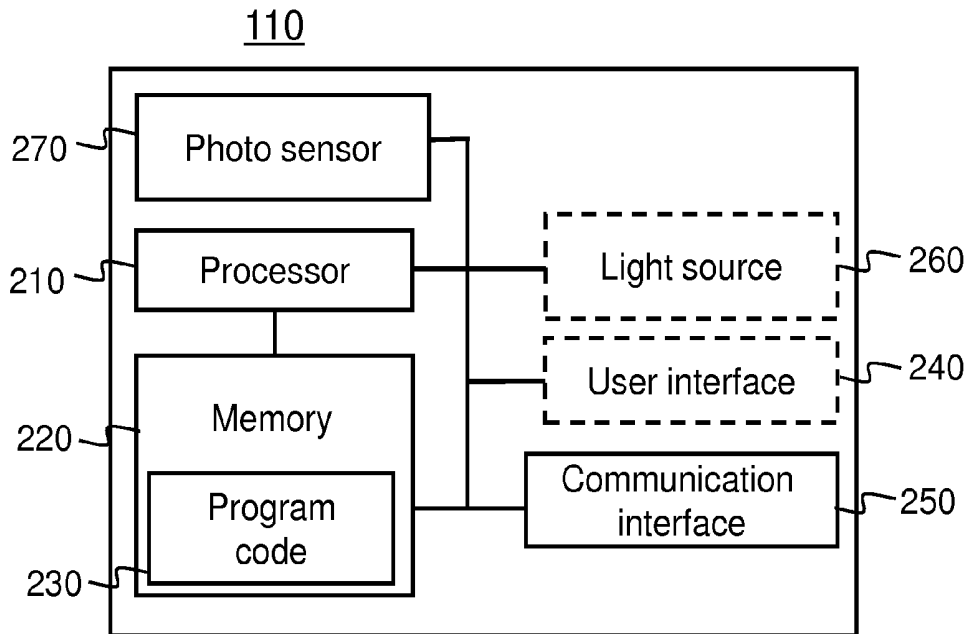 110
270
Photo sensor
210
Processor
Light source
260
User interface
240
220
Memory
Communication
interface
250
Program
code
230